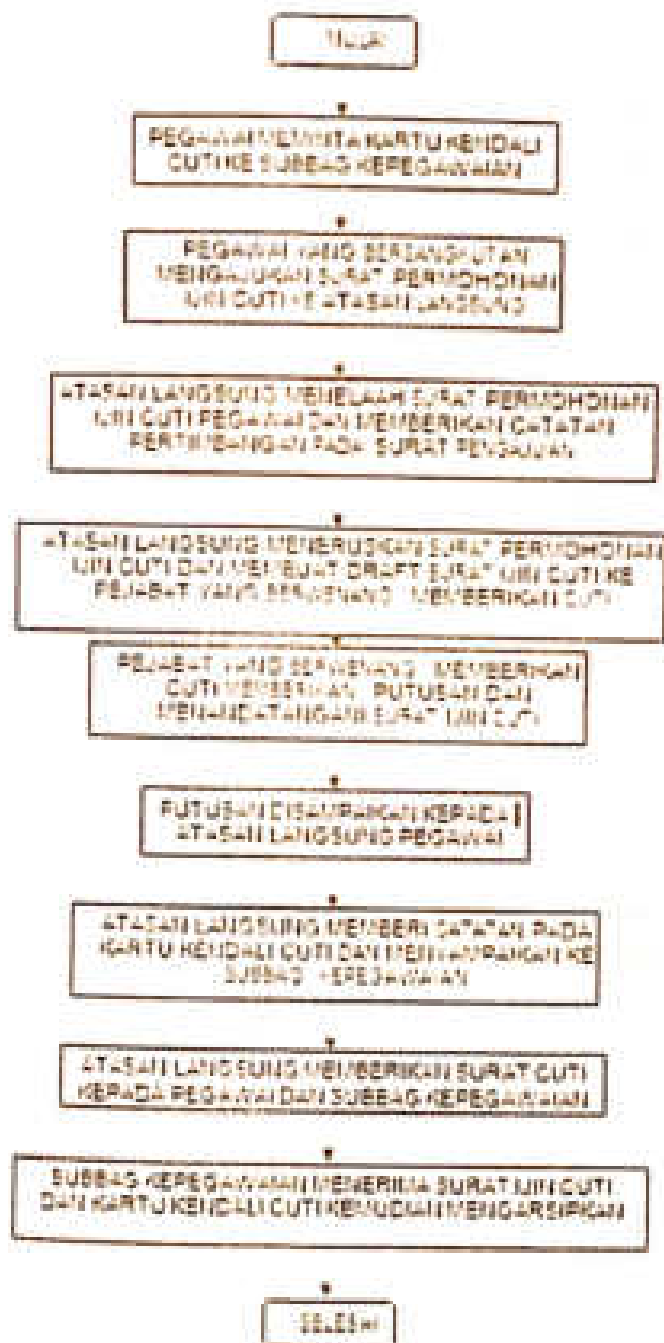 MULAI
PEGAWAI MEMINTA KARTU KENDALI
CUTI KE SUBBAG KEPEGAWAIAN
PEGAWAI YANG BERSANGKUTAN
MENGAJUKAN SURAT PERMOHONAN
IJIN CUTI KE ATASAN LANGSUNG
ATASAN LANGSUNG MENELAAH SURAT PERMOHONAN
IJIN CUTI PEGAWAI DAN MEMBERIKAN CATATAN
PERTIMBANGAN PADA SURAT PENGAJUAN
ATASAN LANGSUNG MENERUSKAN SURAT PERMOHONAN
IJIN CUTI DAN MEMBUAT DRAFT SURAT IJIN CUTI KE
PEJABAT YANG BERWENANG MEMBERIKAN CUTI
PEJABAT YANG BERWENANG MEMBERIKAN
CUTI MEMBERIKAN PUTUSAN DAN
MENANDATANGANI SURAT IJIN CUTI
PUTUSAN DISAMPAIKAN KEPADA
ATASAN LANGSUNG PEGAWAI
ATASAN LANGSUNG MEMBERI CATATAN PADA
KARTU KENDALI CUTI DAN MENYAMPAIKAN KE
SUBBAG KEPEGAWAIAN
ATASAN LANGSUNG MEMBERIKAN SURAT CUTI
KEPADA PEGAWAI DAN SUBBAG KEPEGAWAIAN
SUBBAG KEPEGAWAIAN MENERIMA SURAT IJIN CUTI
DAN KARTU KENDALI CUTI KEMUDIAN MENGARSIPKAN
SELESAI